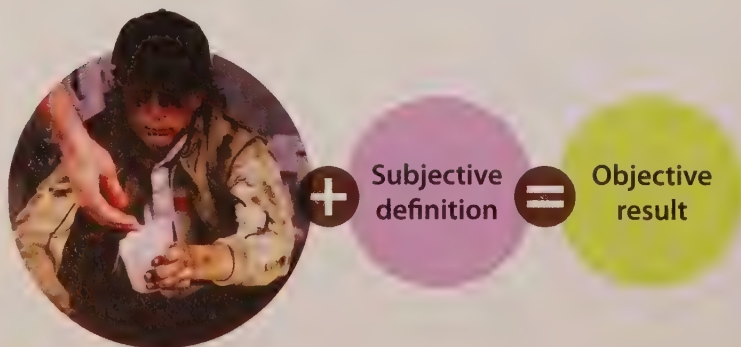 +
Subjective
definition
=
Objective
result